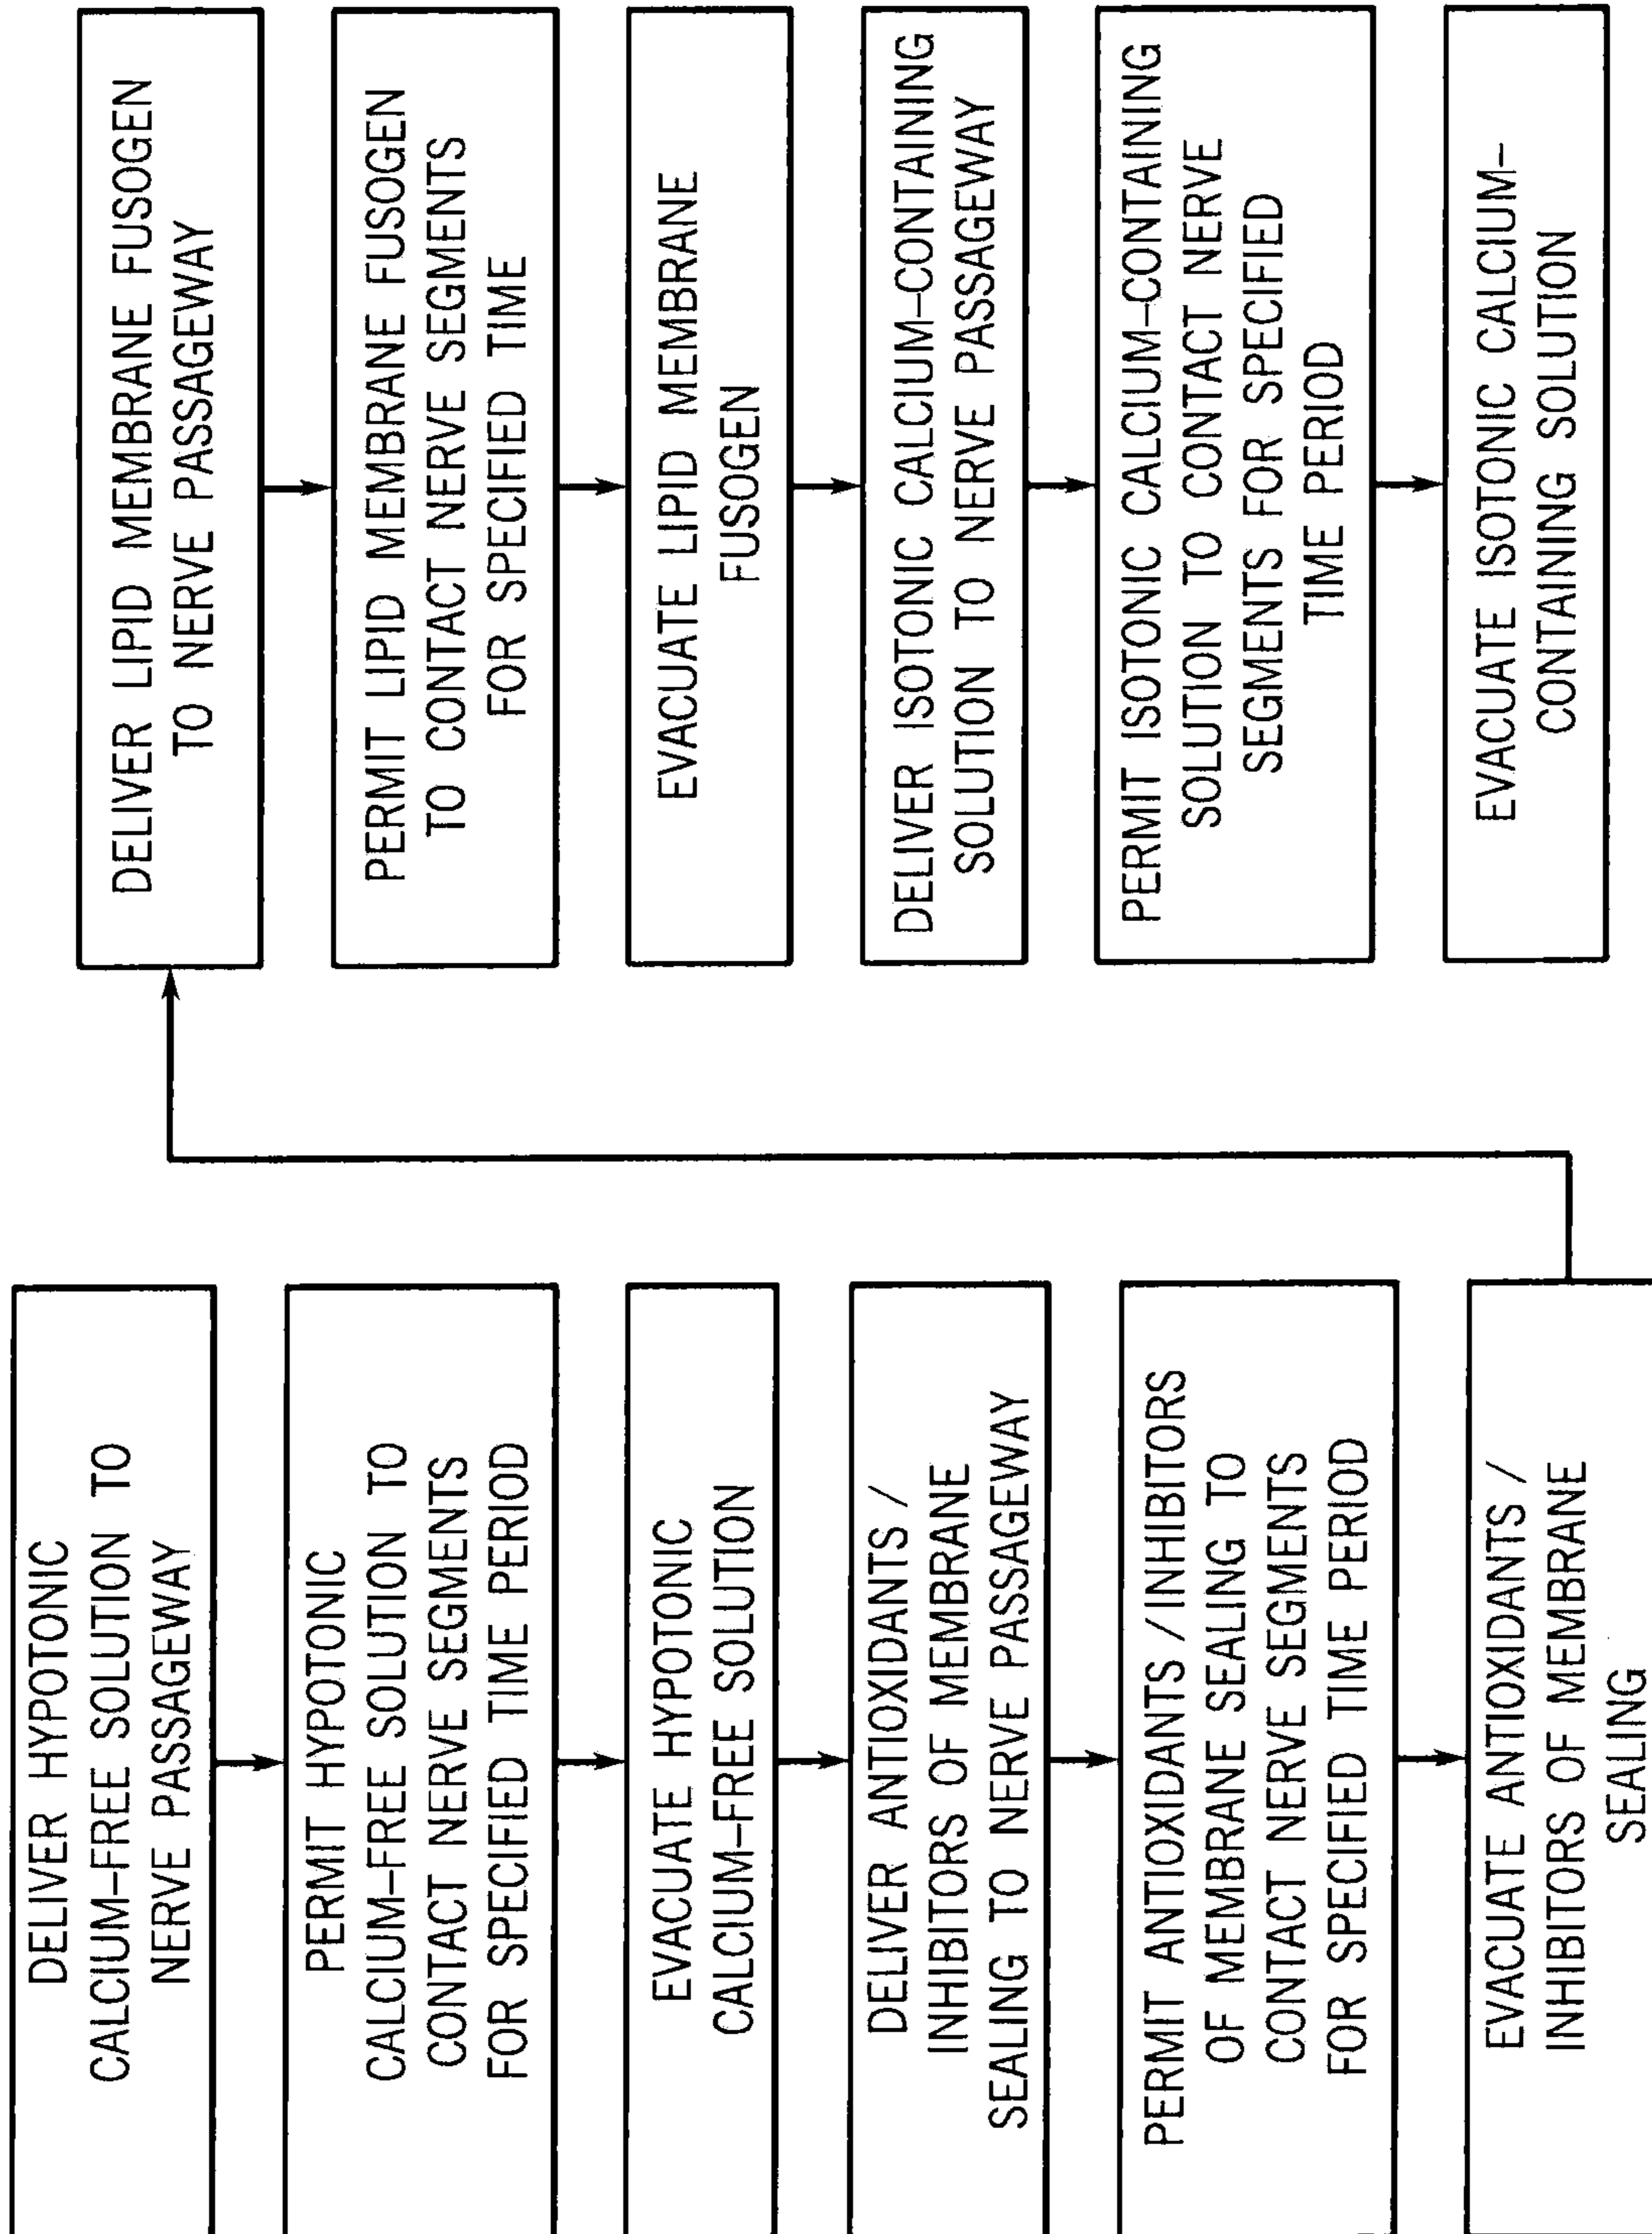 DELIVER HYPOTONIC
CALCIUM-FREE SOLUTION TO
NERVE PASSAGEWAY
PERMIT HYPOTONIC
CALCIUM-FREE SOLUTION TO
CONTACT NERVE SEGMENTS
FOR SPECIFIED TIME PERIOD
EVACUATE HYPOTONIC
CALCIUM-FREE SOLUTION
DELIVER ANTIOXIDANTS /
INHIBITORS OF MEMBRANE
SEALING TO NERVE PASSAGEWAY
PERMIT ANTIOXIDANTS /INHIBITORS
OF MEMBRANE SEALING TO
CONTACT NERVE SEGMENTS
FOR SPECIFIED TIME PERIOD
EVACUATE ANTIOXIDANTS /
INHIBITORS OF MEMBRANE
SEALING
DELIVER LIPID MEMBRANE FUSOGEN
TO NERVE PASSAGEWAY
PERMIT LIPID MEMBRANE FUSOGEN
TO CONTACT NERVE SEGMENTS
FOR SPECIFIED TIME
EVACUATE LIPID MEMBRANE
FUSOGEN
DELIVER ISOTONIC CALCIUM-CONTAINING
SOLUTION TO NERVE PASSAGEWAY
PERMIT ISOTONIC CALCIUM-CONTAINING
SOLUTION TO CONTACT NERVE
SEGMENTS FOR SPECIFIED
TIME PERIOD
EVACUATE ISOTONIC CALCIUM-
CONTAINING SOLUTION